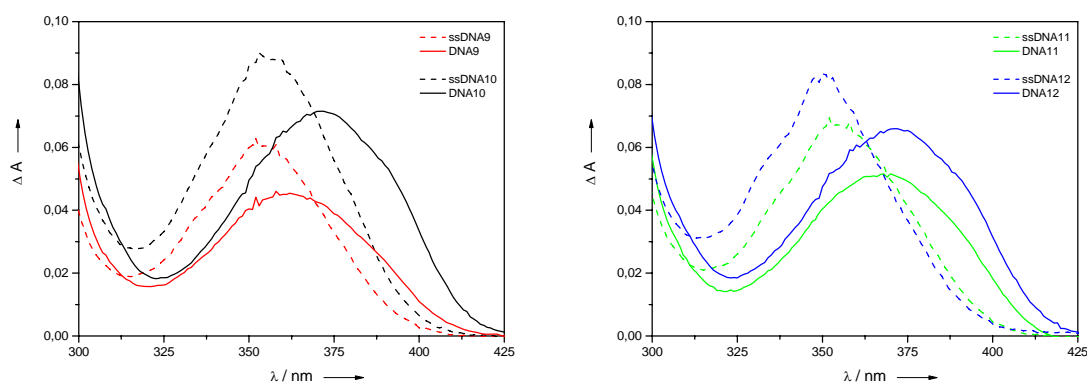 0,10
0,08
0,06
0,04
0,02
0,00
Δ A
300 325 350 375 400 425
λ / nm
ssDNA9
DNA9
ssDNA10
DNA10
0,10
0,08
0,06
0,04
0,02
0,00
Δ A
300 325 350 375 400 425
λ / nm
ssDNA11
DNA11
ssDNA12
DNA12